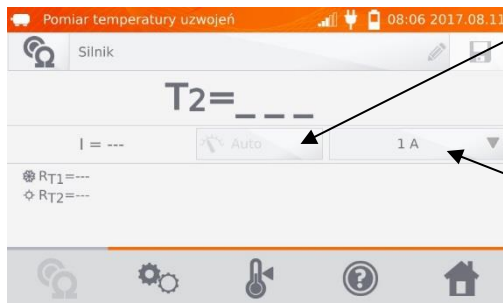 Pomiar temperatury uzwojeń 08:06 2017.08.11
Silnik
T2=_ _ _
I = --- Auto 1 A
RT1=---
RT2=---